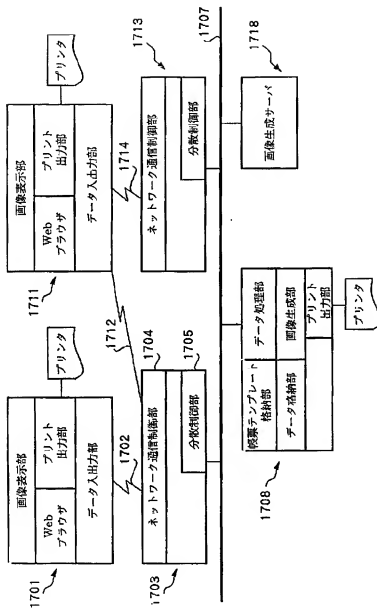 1701
画像表示部
Web
ブラウザ
プリント
出力部
データ入出力部
プリンタ
1711
画像表示部
Web
ブラウザ
プリント出力部
データ入出力部
プリンタ
1702
1712
1714
1704
1705
1703
ネットワーク通信制御部
分散制御部
1713
ネットワーク通信制御部
分散制御部
1707
1708
帳票テンプレート
格納部
データ処理部
データ格納部
画像生成部
プリント
出力部
プリンタ
画像生成サーバ
1718